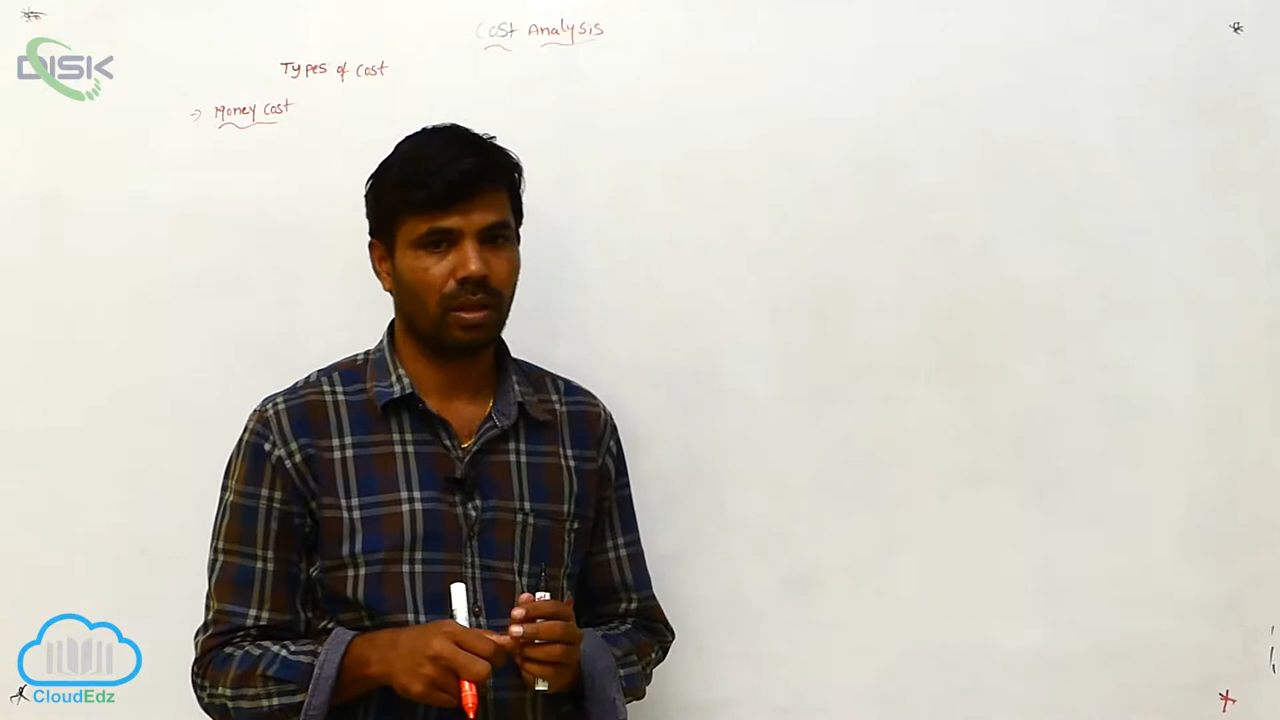 Cost Analysis
DISK
Types of Cost
→ Money Cost
CloudEdz